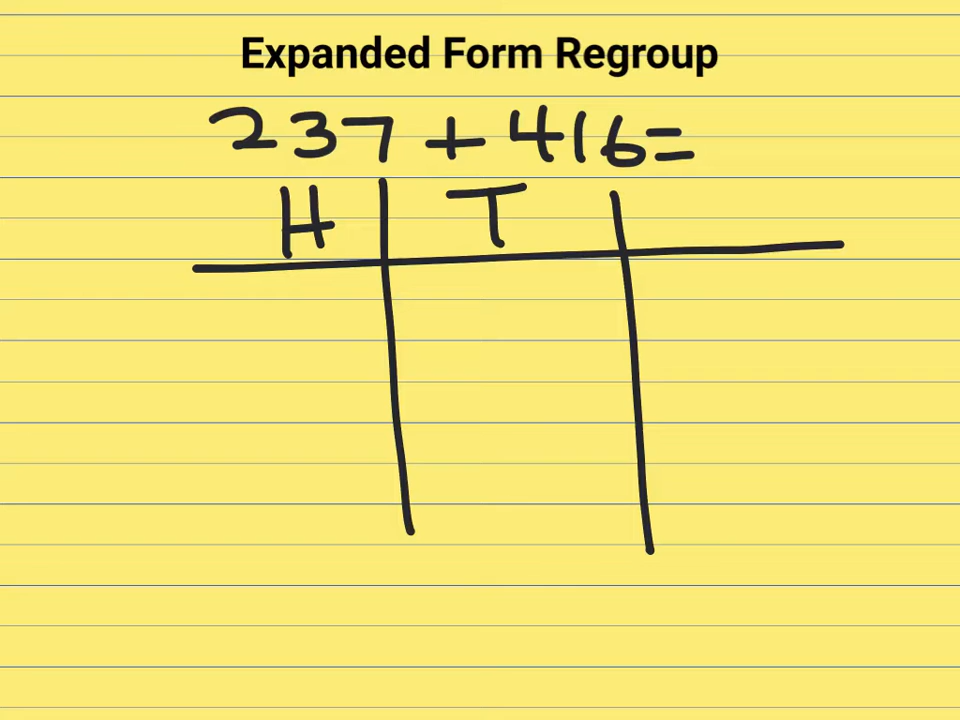 Expanded Form Regroup
237 + 416=
H T